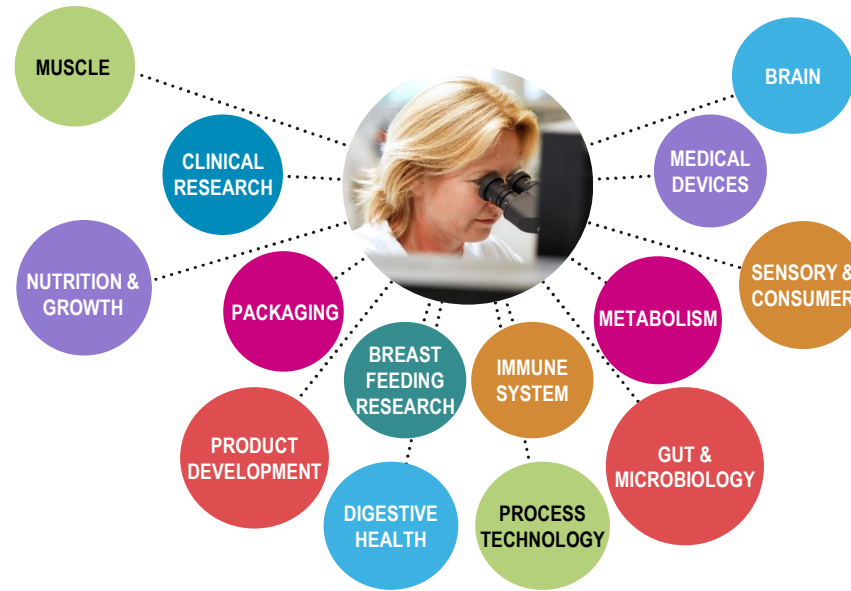 MUSCLE
BRAIN
CLINICAL
RESEARCH
MEDICAL
DEVICES
NUTRITION &
GROWTH
SENSORY &
CONSUMER
PACKAGING
METABOLISM
BREAST
FEEDING
RESEARCH
IMMUNE
SYSTEM
PRODUCT
DEVELOPMENT
GUT &
MICROBIOLOGY
DIGESTIVE
HEALTH
PROCESS
TECHNOLOGY